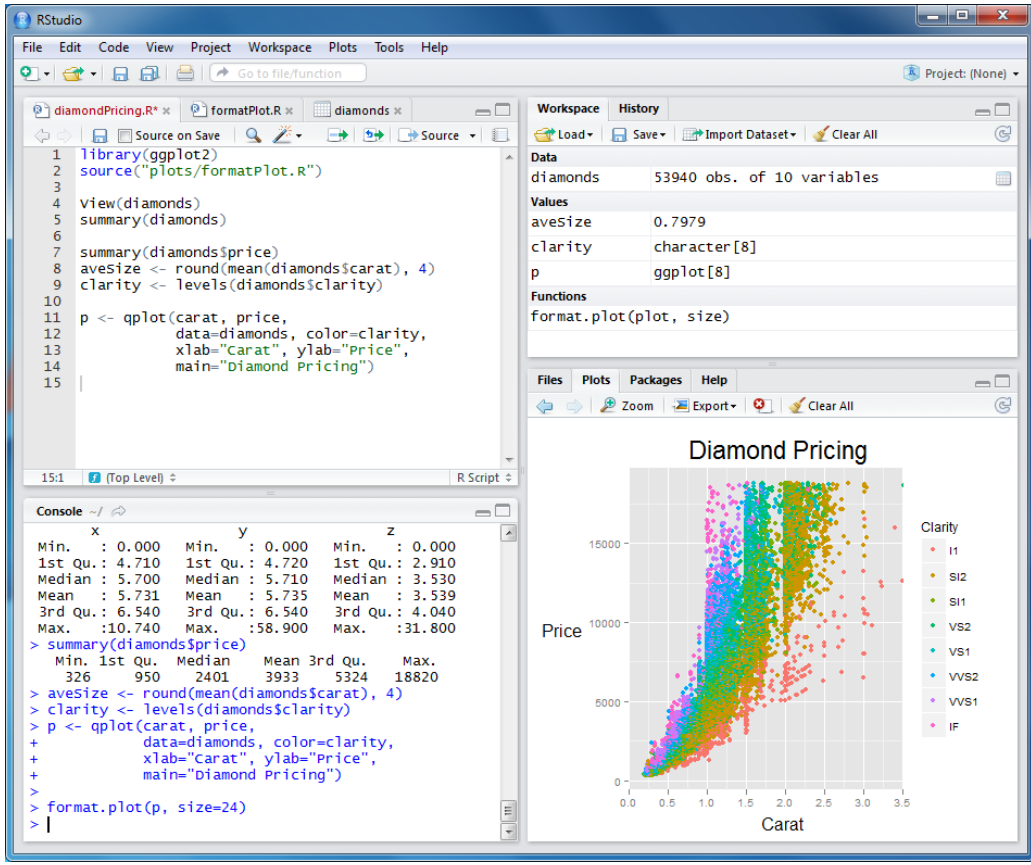 RStudio
File Edit Code View Project Workspace Plots Tools Help
Go to file/function
Project: (None)
diamondPricing.R* formatPlot.R diamonds
Source on Save Source
1 library(ggplot2)
2 source("plots/formatPlot.R")
3
4 View(diamonds)
5 summary(diamonds)
6
7 summary(diamonds$price)
8 aveSize <- round(mean(diamonds$carat), 4)
9 clarity <- levels(diamonds$clarity)
10
11 p <- qplot(carat, price,
12 data=diamonds, color=clarity,
13 xlab="Carat", ylab="Price",
14 main="Diamond Pricing")
15
15:1 (Top Level) R Script
Console ~/
x y z
Min. : 0.000 Min. : 0.000 Min. : 0.000
1st Qu.: 4.710 1st Qu.: 4.720 1st Qu.: 2.910
Median : 5.700 Median : 5.710 Median : 3.530
Mean : 5.731 Mean : 5.735 Mean : 3.539
3rd Qu.: 6.540 3rd Qu.: 6.540 3rd Qu.: 4.040
Max. :10.740 Max. :58.900 Max. :31.800
> summary(diamonds$price)
Min. 1st Qu. Median Mean 3rd Qu. Max.
326 950 2401 3933 5324 18820
> aveSize <- round(mean(diamonds$carat), 4)
> clarity <- levels(diamonds$clarity)
> p <- qplot(carat, price,
+ data=diamonds, color=clarity,
+ xlab="Carat", ylab="Price",
+ main="Diamond Pricing")
>
> format.plot(p, size=24)
>
Workspace History
Load Save Import Dataset Clear All
Data
diamonds 53940 obs. of 10 variables
Values
aveSize 0.7979
clarity character[8]
p ggplot[8]
Functions
format.plot(plot, size)
Files Plots Packages Help
Zoom Export Clear All
Diamond Pricing
Price
15000
10000
5000
0
0.0 0.5 1.0 1.5 2.0 2.5 3.0 3.5
Carat
Clarity
I1
SI2
SI1
VS2
VS1
VVS2
VVS1
IF